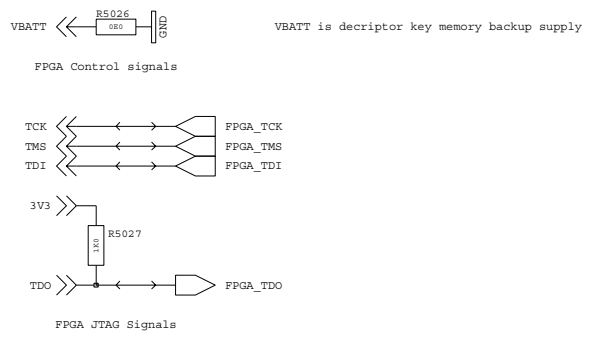 R5026
VBATT 0E0 GND VBATT is decriptor key memory backup supply
FPGA Control signals
TCK FPGA_TCK
TMS FPGA_TMS
TDI FPGA_TDI
3V3
R5027
1K0
TDO FPGA_TDO
FPGA JTAG Signals